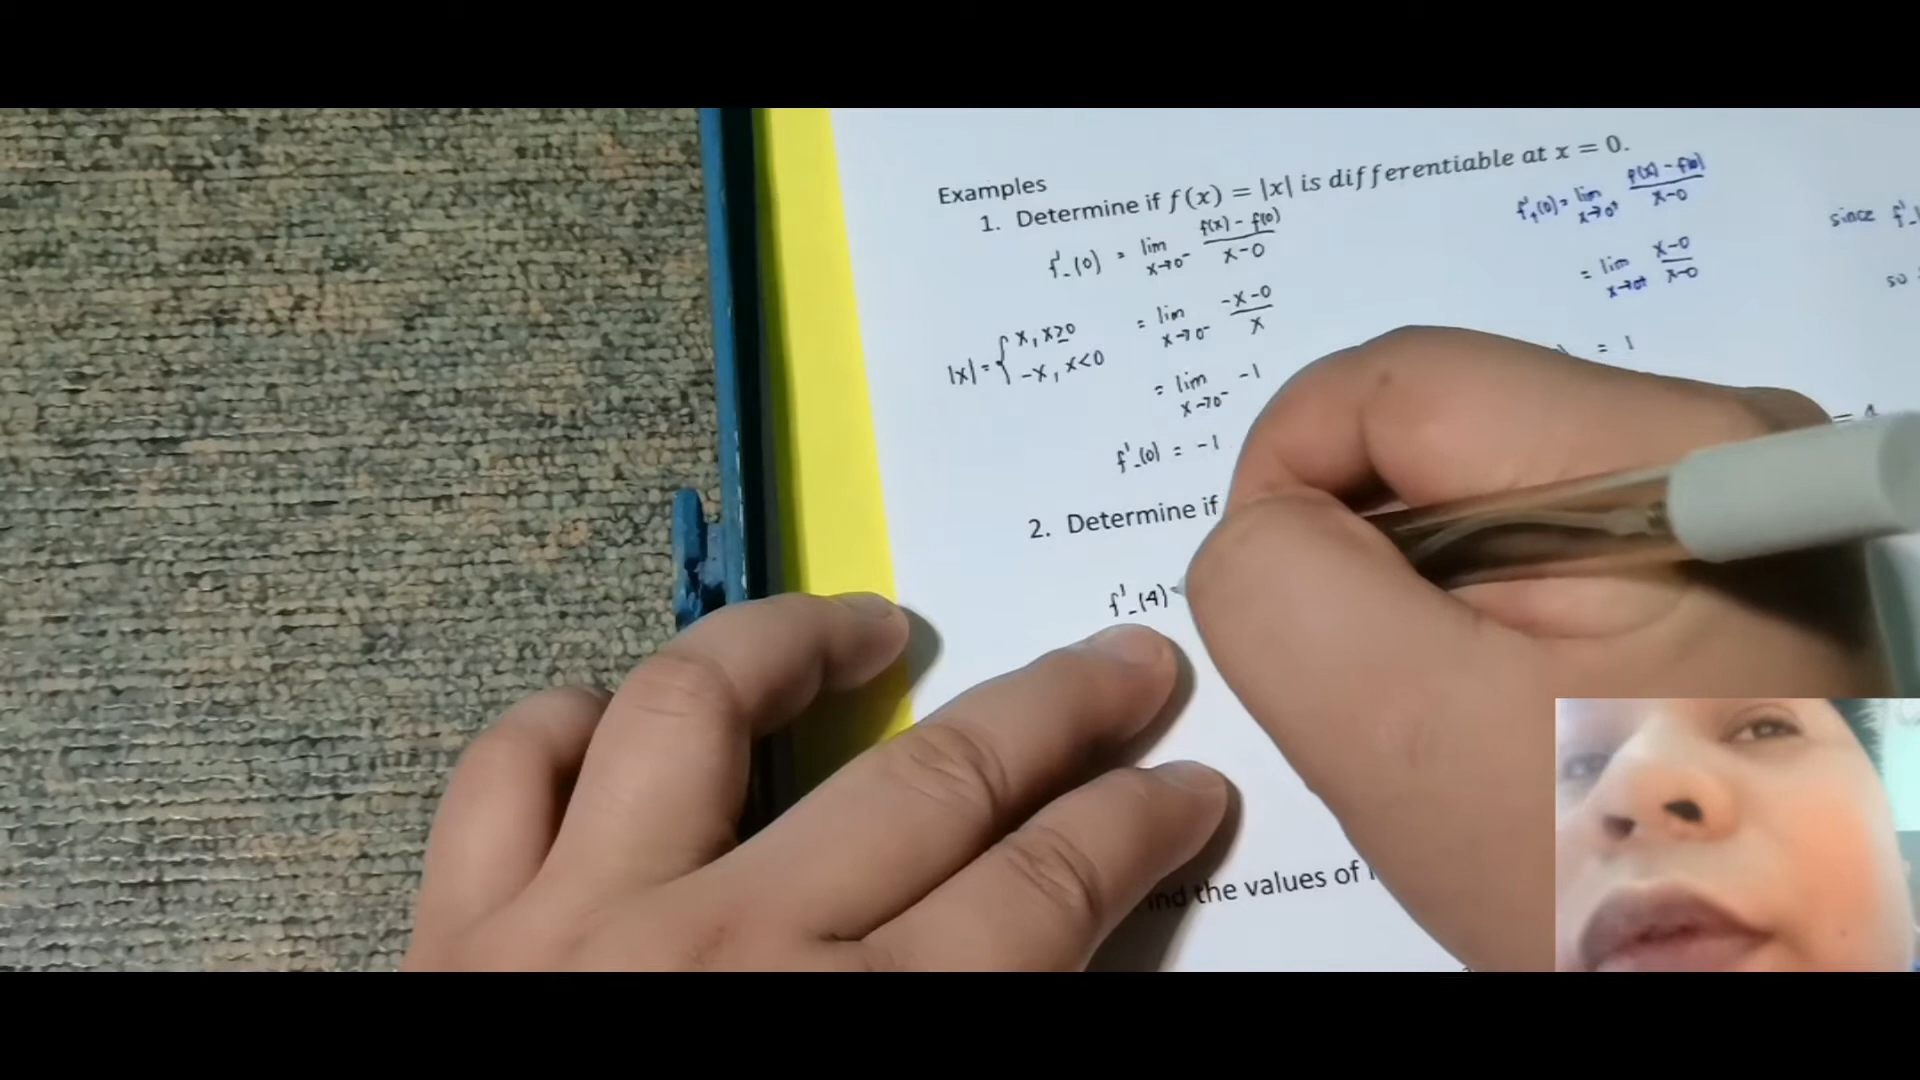 Examples
1. Determine if f(x) = |x| is differentiable at x = 0.
f'₋(0) = lim x→0⁻ f(x) - f(0) / x-0
|x| = { x, x≥0
-x, x<0
= lim x→0⁻ -x-0 / x
= lim x→0⁻ -1
f'₋(0) = -1
f'₊(0) = lim x→0⁺ f(x) - f(0) / x-0
= lim x→0⁺ x-0 / x-0
= 1
since f'₋
so
2. Determine if
f'₋(4)
the values of